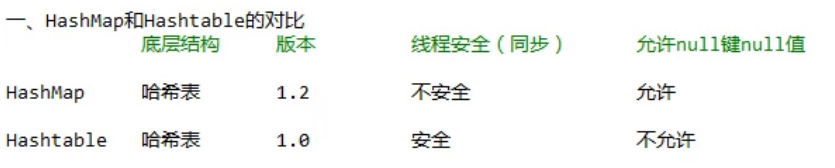 一、HashMap和Hashtable的对比
底层结构 版本 线程安全（同步） 允许null键null值
HashMap 哈希表 1.2 不安全 允许
Hashtable 哈希表 1.0 安全 不允许